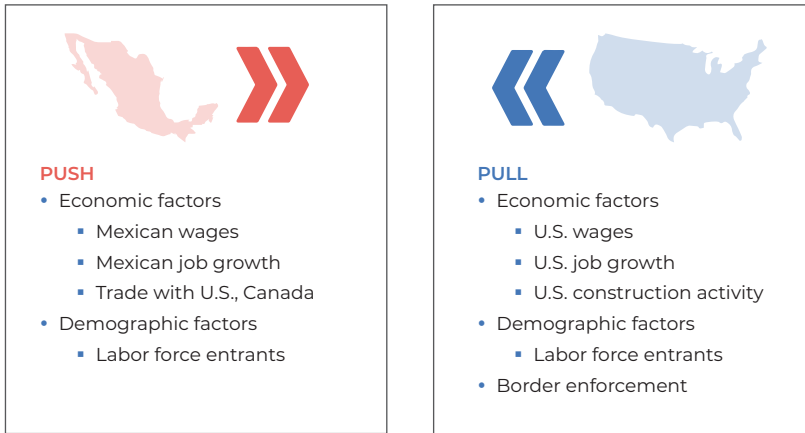 PUSH
• Economic factors
▪ Mexican wages
▪ Mexican job growth
▪ Trade with U.S., Canada
• Demographic factors
▪ Labor force entrants
PULL
• Economic factors
▪ U.S. wages
▪ U.S. job growth
▪ U.S. construction activity
• Demographic factors
▪ Labor force entrants
• Border enforcement